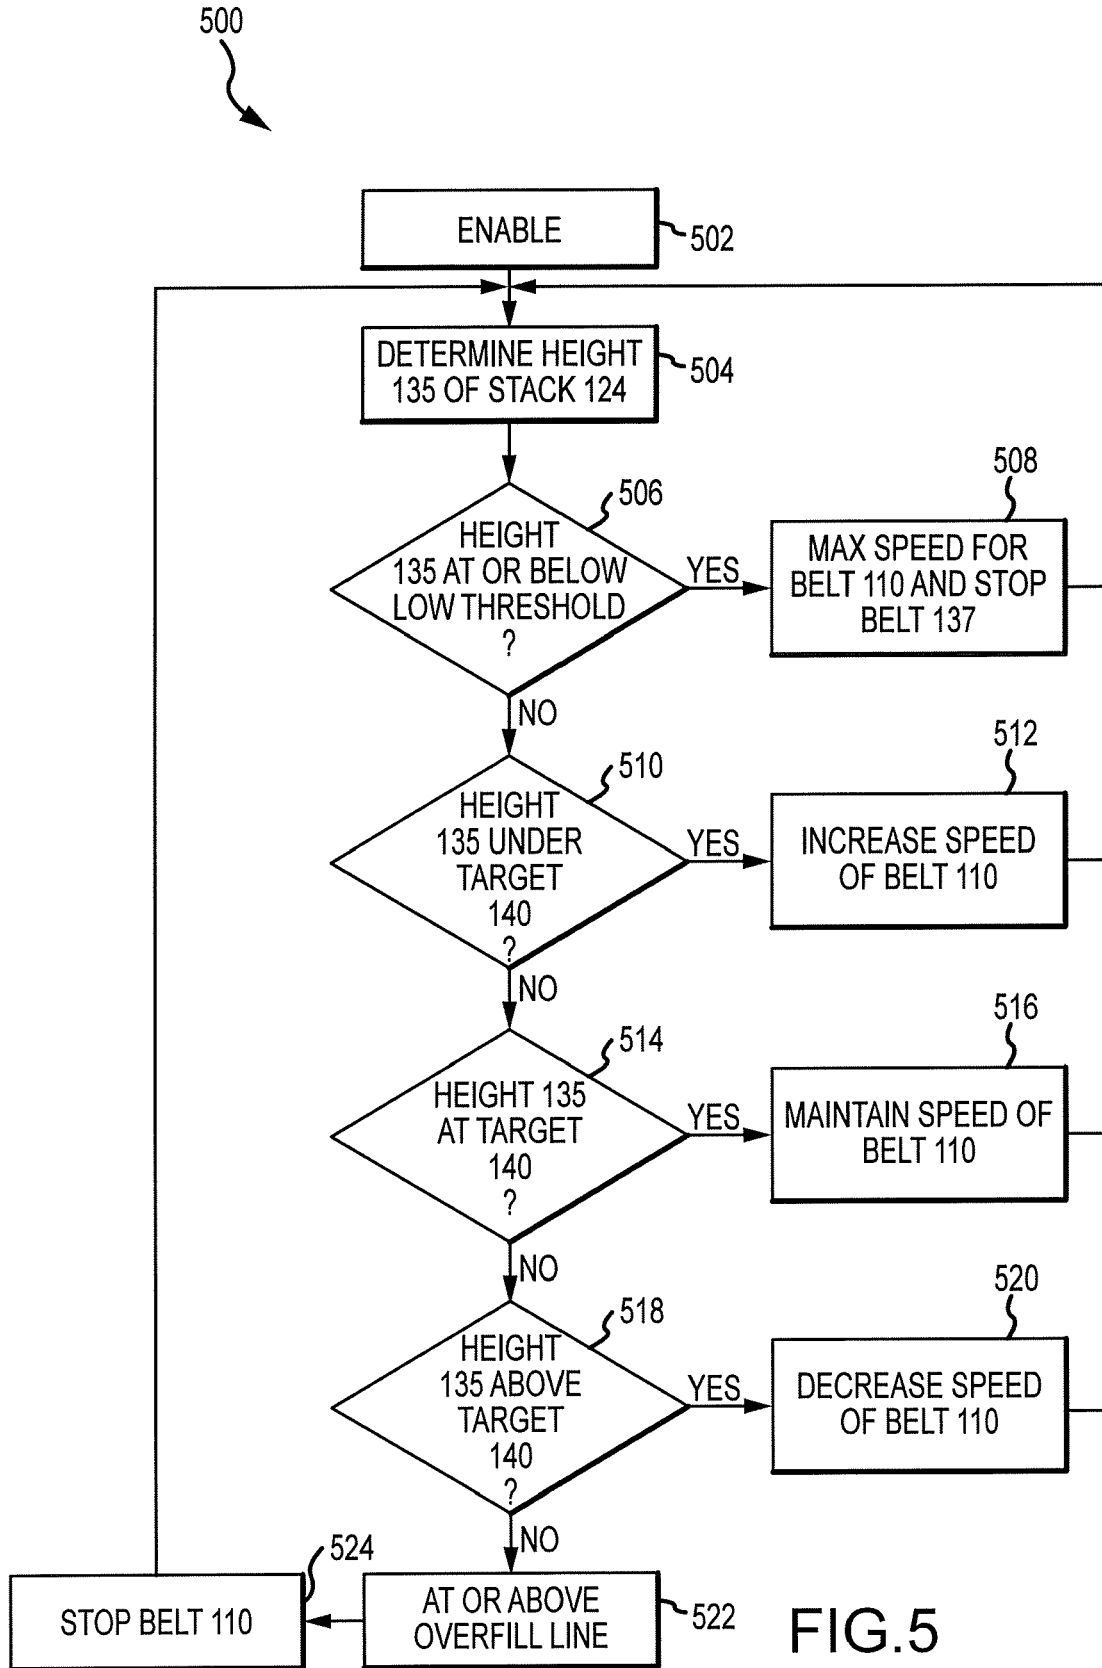 500
ENABLE
502
DETERMINE HEIGHT
135 OF STACK 124
504
506
HEIGHT
135 AT OR BELOW
LOW THRESHOLD
?
YES
508
MAX SPEED FOR
BELT 110 AND STOP
BELT 137
NO
510
HEIGHT
135 UNDER
TARGET
140
?
YES
512
INCREASE SPEED
OF BELT 110
NO
514
HEIGHT 135
AT TARGET
140
?
YES
516
MAINTAIN SPEED OF
BELT 110
NO
518
HEIGHT
135 ABOVE
TARGET
140
?
YES
520
DECREASE SPEED
OF BELT 110
NO
524
STOP BELT 110
AT OR ABOVE
OVERFILL LINE
522
FIG.5